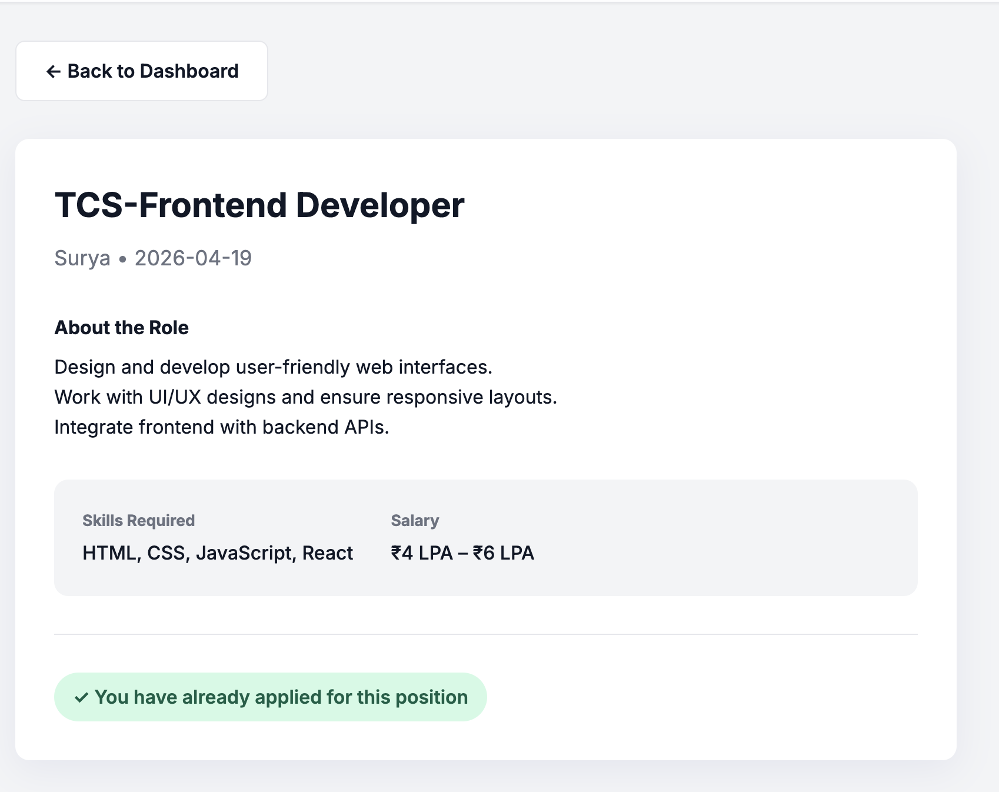 ← Back to Dashboard
TCS-Frontend Developer
Surya • 2026-04-19
About the Role
Design and develop user-friendly web interfaces.
Work with UI/UX designs and ensure responsive layouts.
Integrate frontend with backend APIs.
Skills Required
HTML, CSS, JavaScript, React
Salary
₹4 LPA – ₹6 LPA
✓ You have already applied for this position